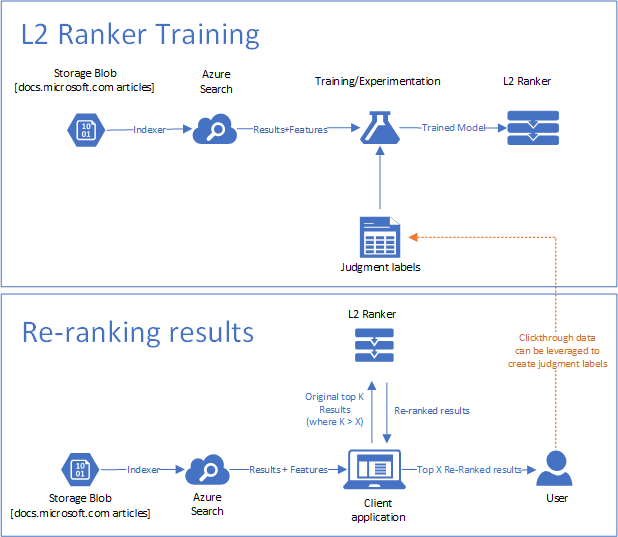 L2 Ranker Training
Storage Blob
[docs.microsoft.com articles]
Azure
Search
Training/Experimentation
L2 Ranker
10
01
Indexer
Results+Features
Trained Model
Judgment labels
Re-ranking results
L2 Ranker
Clickthrough data
can be leveraged to
create judgment labels
Original top K
Results
(where K > X)
Re-ranked results
10
01
Indexer
Results+ Features
Top X Re-Ranked results
Storage Blob
[docs.microsoft.com articles]
Azure
Search
Client
application
User